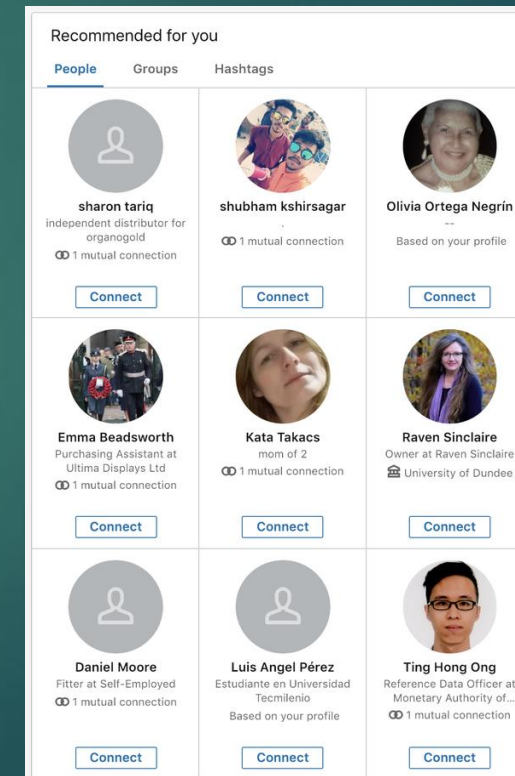 Recommended for you
People Groups Hashtags
sharon tariq
independent distributor for
organogold
1 mutual connection
Connect
shubham kshirsagar
.
1 mutual connection
Connect
Olivia Ortega Negrín
--
Based on your profile
Connect
Emma Beadsworth
Purchasing Assistant at
Ultima Displays Ltd
1 mutual connection
Connect
Kata Takacs
mom of 2
1 mutual connection
Connect
Raven Sinclaire
Owner at Raven Sinclaire
University of Dundee
Connect
Daniel Moore
Fitter at Self-Employed
1 mutual connection
Connect
Luis Angel Pérez
Estudiante en Universidad
Tecmilenio
Based on your profile
Connect
Ting Hong Ong
Reference Data Officer at
Monetary Authority of...
1 mutual connection
Connect